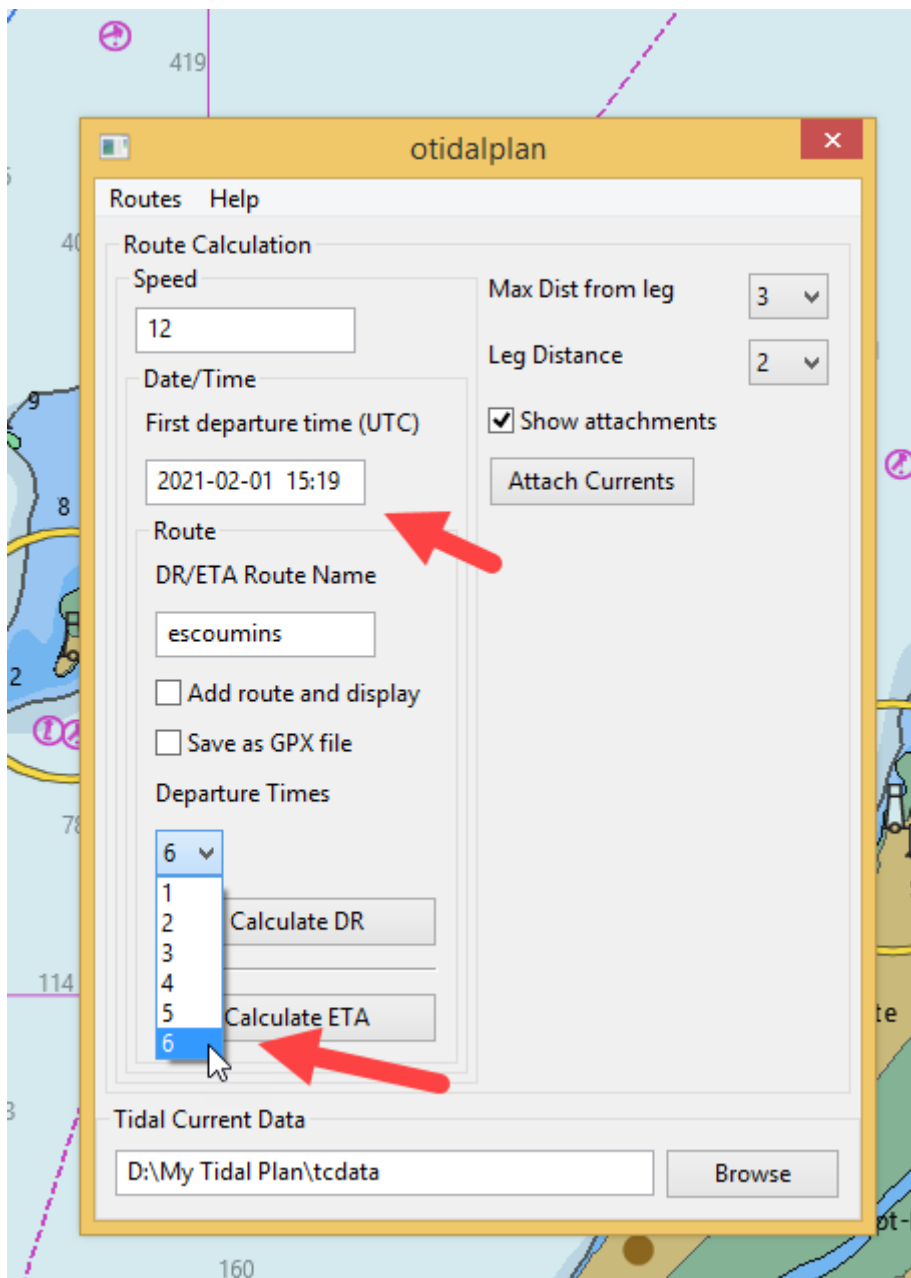 419
otidalplan
Routes Help
40
Route Calculation
Speed
Max Dist from leg
3
12
Leg Distance
2
Date/Time
9
First departure time (UTC)
Show attachments
2021-02-01 15:19
Attach Currents
8
Route
DR/ETA Route Name
escoumins
2
Add route and display
Save as GPX file
Departure Times
78
6
1
2
Calculate DR
3
4
114
5
Calculate ETA
6
te
Tidal Current Data
D:\My Tidal Plan\tcdata
Browse
pt-
160